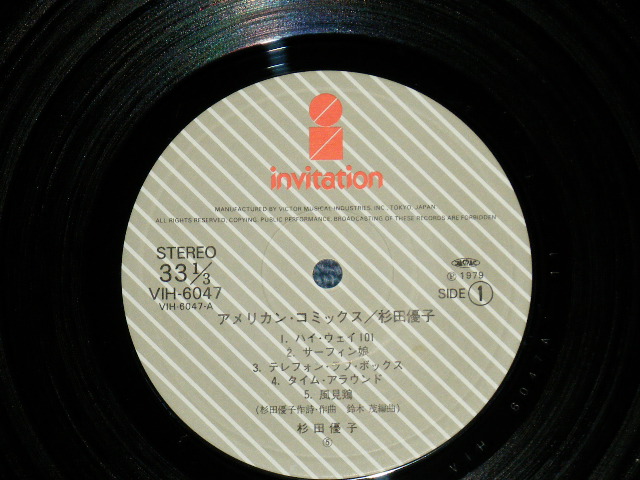 invitation
MANUFACTURED BY VICTOR MUSICAL INDUSTRIES, INC., TOKYO, JAPAN
ALL RIGHTS RESERVED. COPYING, PUBLIC PERFORMANCE, BROADCASTING OF THESE RECORDS ARE FORBIDDEN
STEREO
33 1/3
VIH-6047
VIH-6047-A
Ⓟ 1979
SIDE 1
アメリカン・コミックス／杉田優子
1. ハイ・ウェイ101
2. サーフィン娘
3. テレフォン・ラブ・ボックス
4. タイム・アラウンド
5. 風見鶏
(杉田優子作詩・作曲 鈴木 茂編曲)
杉田優子